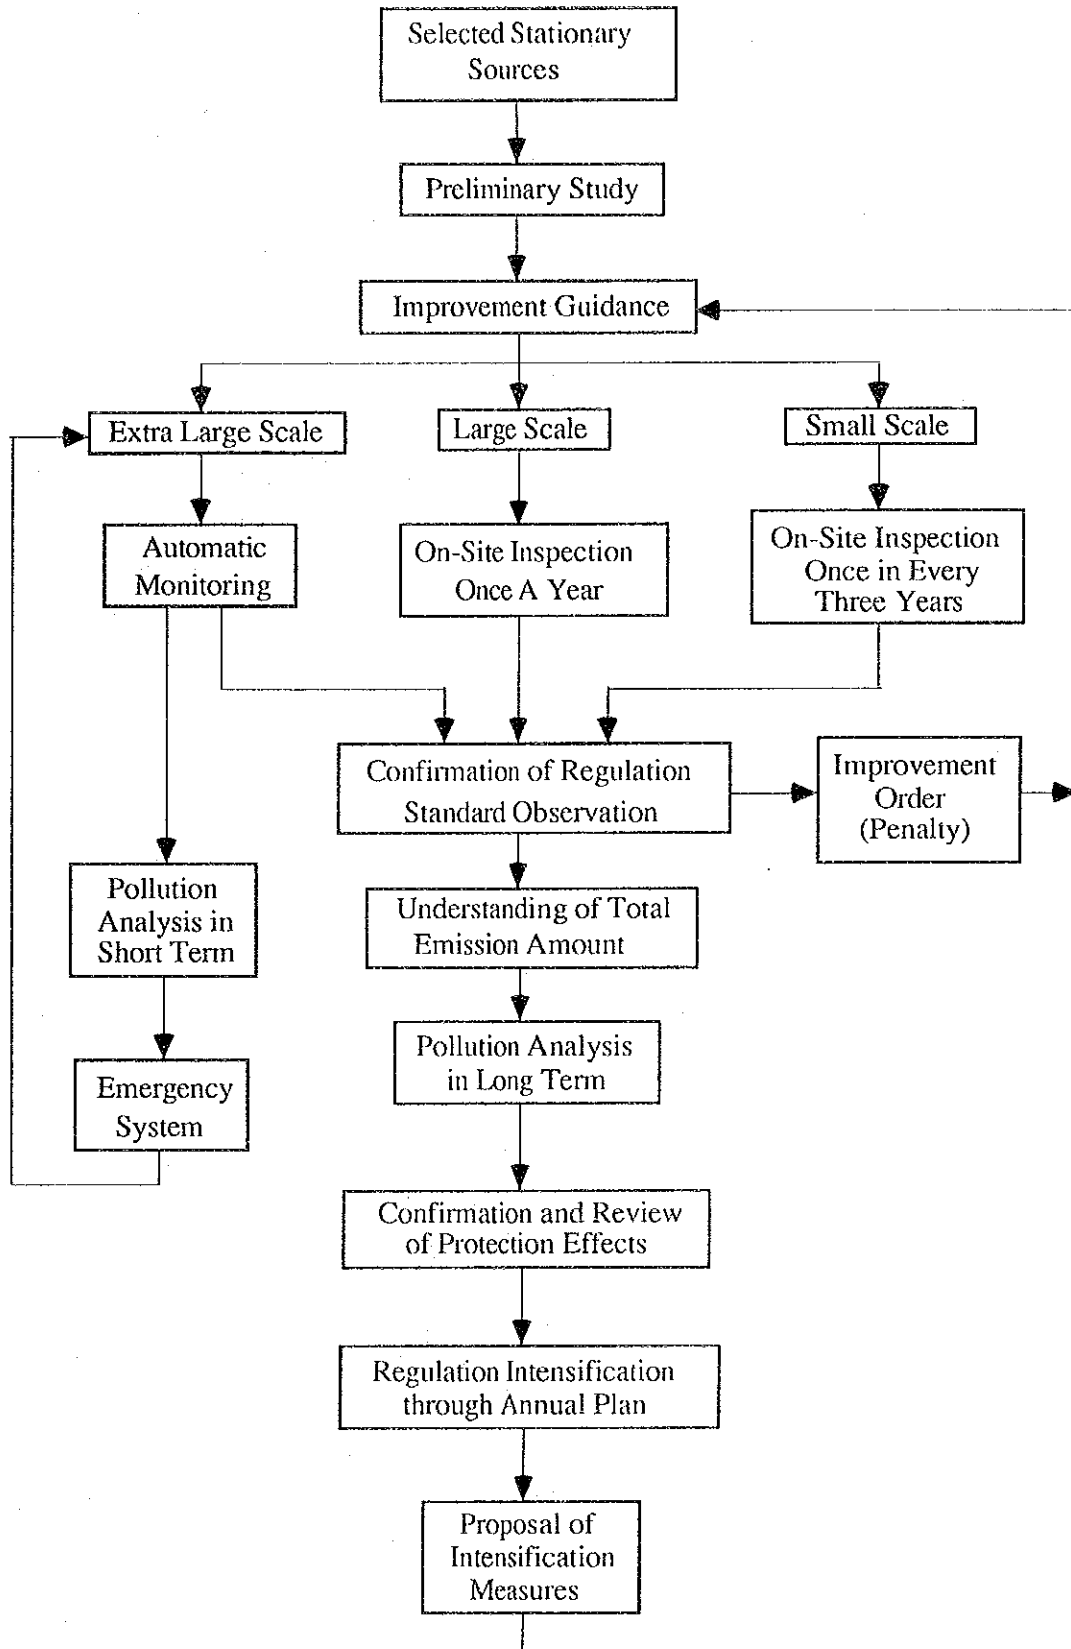 Selected Stationary
Sources
Preliminary Study
Improvement Guidance
Extra Large Scale
Large Scale
Small Scale
Automatic
Monitoring
On-Site Inspection
Once A Year
On-Site Inspection
Once in Every
Three Years
Confirmation of Regulation
Standard Observation
Improvement
Order
(Penalty)
Pollution
Analysis in
Short Term
Understanding of Total
Emission Amount
Pollution Analysis
in Long Term
Emergency
System
Confirmation and Review
of Protection Effects
Regulation Intensification
through Annual Plan
Proposal of
Intensification
Measures